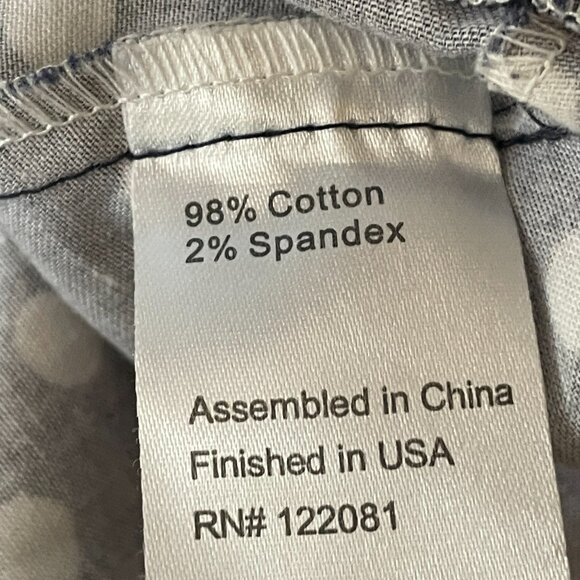 98% Cotton
2% Spandex
Assembled in China
Finished in USA
RN# 122081